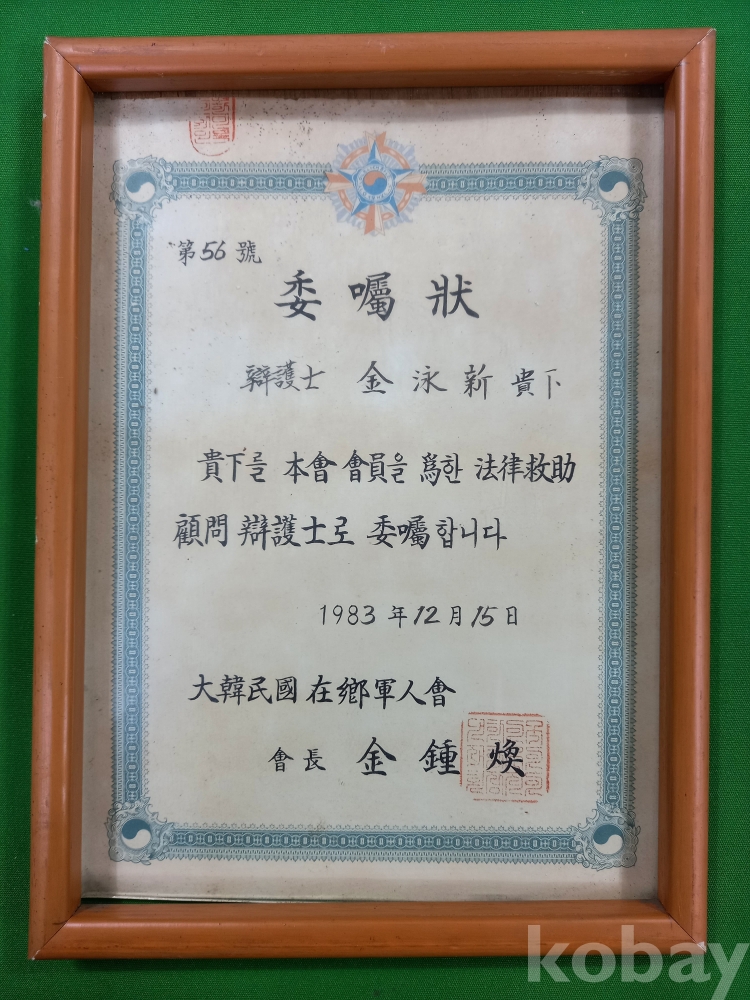 第56號
委囑狀
辯護士 金泳新 貴下
貴下를 本會 會員을 爲한 法律救助
顧問 辯護士로 委囑합니다
1983年12月15日
大韓民國在鄕軍人會
會長 金鍾煥
kobay